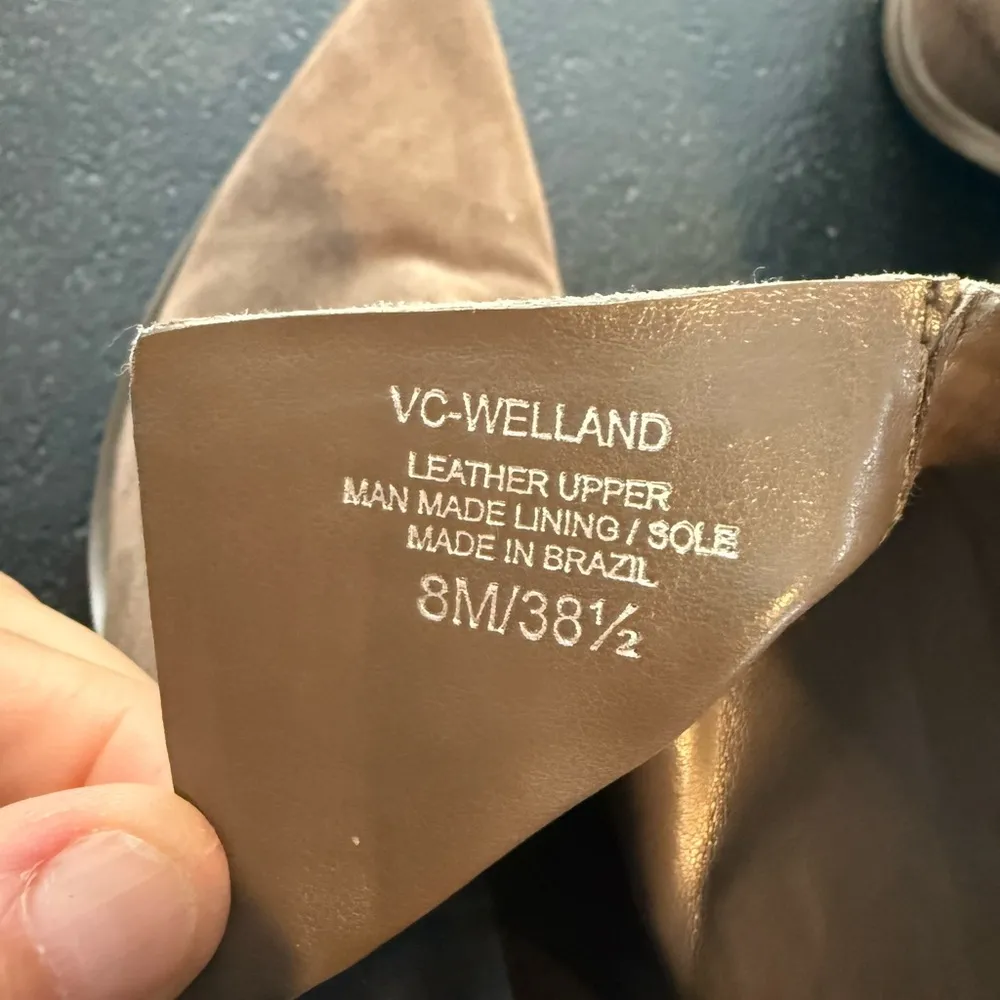 VC-WELLAND
LEATHER UPPER
MAN MADE LINING / SOLE
MADE IN BRAZIL
8M/38½